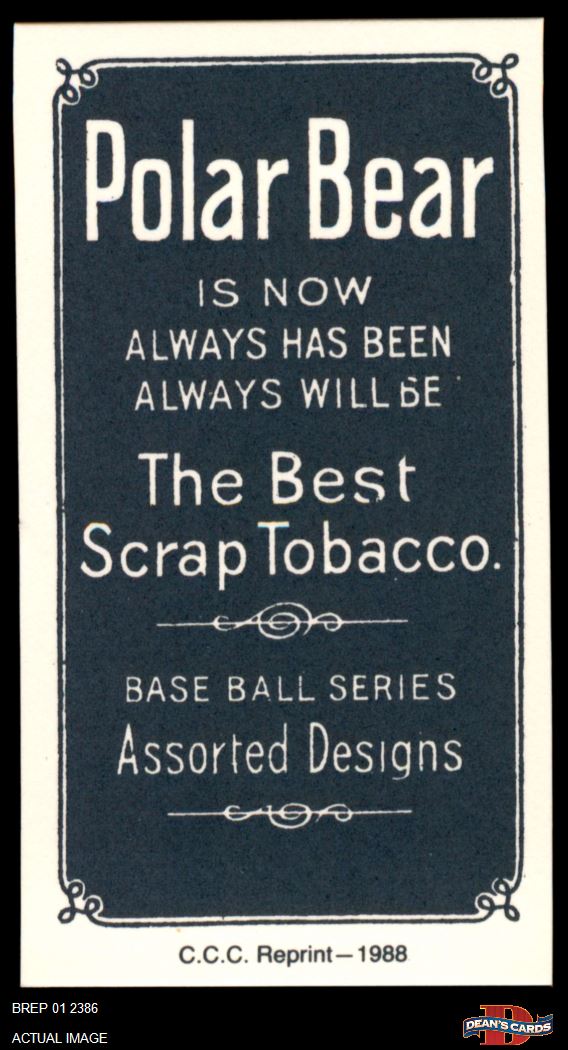 Polar Bear
IS NOW
ALWAYS HAS BEEN
ALWAYS WILL BE
The Best
Scrap Tobacco.
BASE BALL SERIES
Assorted Designs
C.C.C. Reprint—1988
BREP 01 2386
ACTUAL IMAGE
D
DEAN'S CARDS